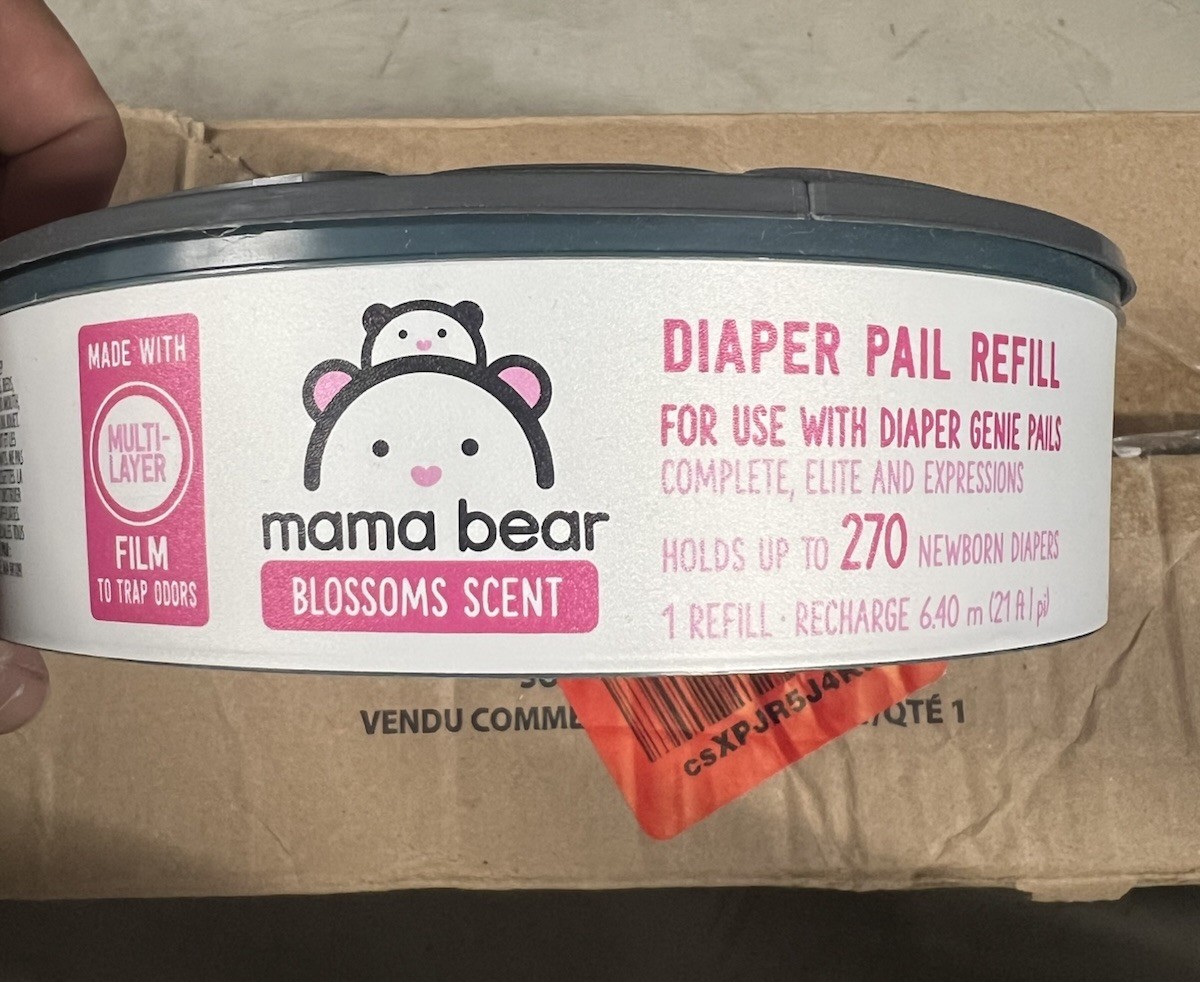 MADE WITH
MULTI-
LAYER
FILM
TO TRAP ODORS
mama bear
BLOSSOMS SCENT
DIAPER PAIL REFILL
FOR USE WITH DIAPER GENIE PAILS
COMPLETE, ELITE AND EXPRESSIONS
HOLDS UP TO 270 NEWBORN DIAPERS
1 REFILL · RECHARGE 6.40 m (21 ft | pi)
VENDU COMME
/QTÉ 1
csXPJR5J4